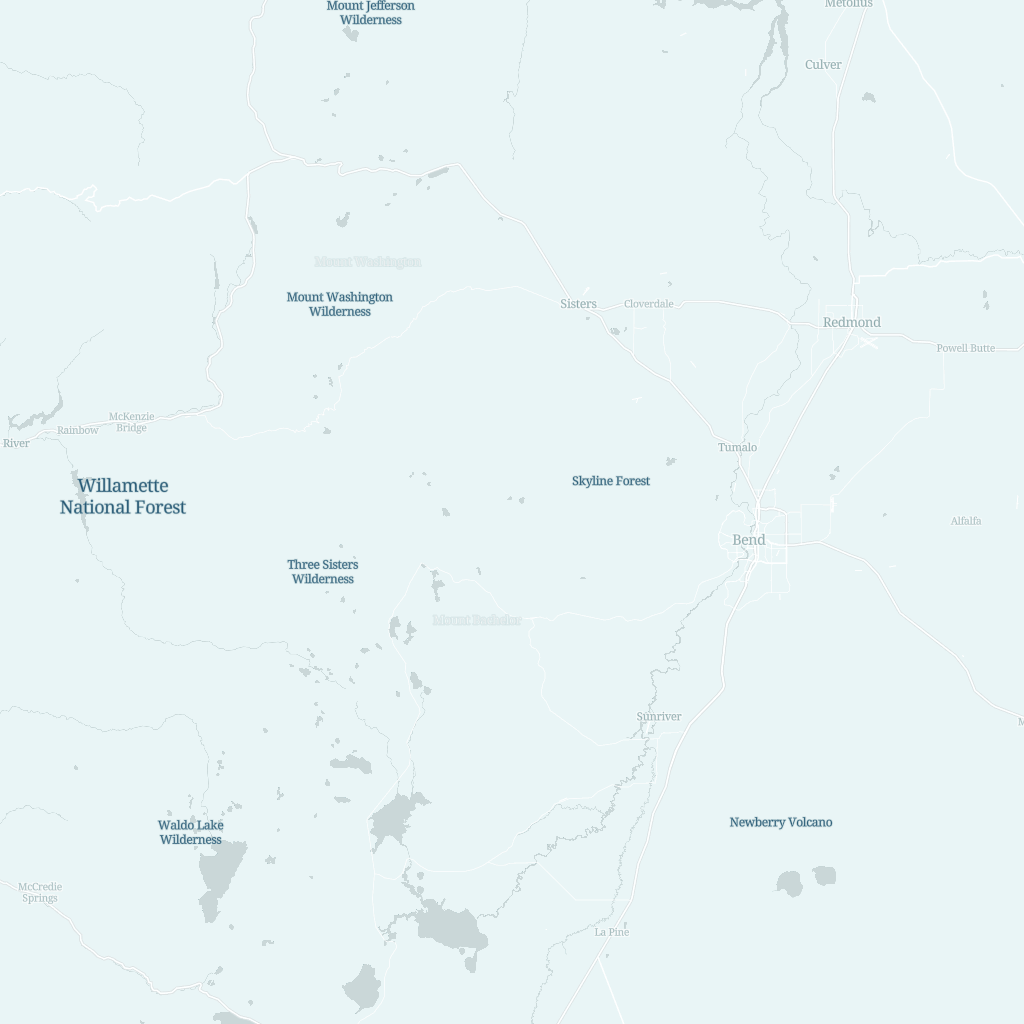 Metolius
Mount Jefferson
Wilderness
Culver
Mount Washington
Mount Washington
Wilderness
Sisters
Cloverdale
Redmond
Powell Butte
McKenzie
Bridge
Rainbow
River
Tumalo
Willamette
National Forest
Skyline Forest
Alfalfa
Bend
Three Sisters
Wilderness
Mount Bachelor
Sunriver
M
Newberry Volcano
Waldo Lake
Wilderness
McCredie
Springs
La Pine